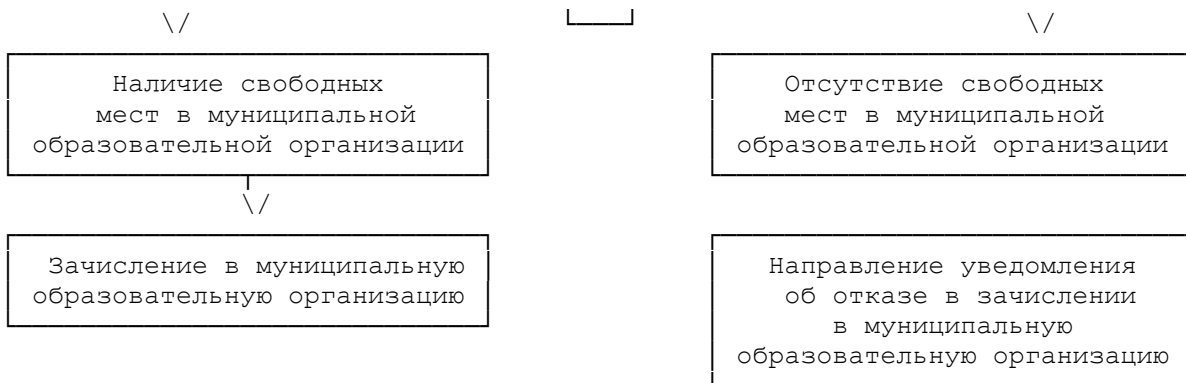 Наличие свободных
мест в муниципальной
образовательной организации
Отсутствие свободных
мест в муниципальной
образовательной организации
Зачисление в муниципальную
образовательную организацию
Направление уведомления
об отказе в зачислении
в муниципальную
образовательную организацию